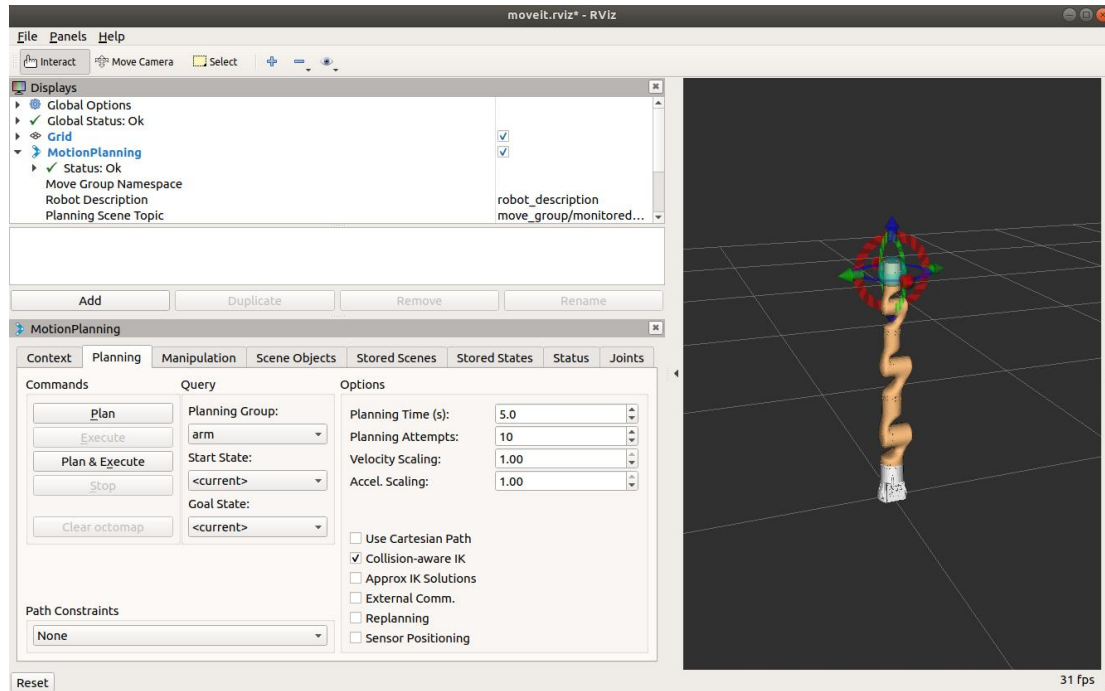 moveit.rviz* - RViz
File Panels Help
Interact Move Camera Select
Displays
Global Options
Global Status: Ok
Grid
MotionPlanning
Status: Ok
Move Group Namespace
Robot Description robot_description
Planning Scene Topic move_group/monitored...
Add Duplicate Remove Rename
MotionPlanning
Context Planning Manipulation Scene Objects Stored Scenes Stored States Status Joints
Commands Query Options
Plan Planning Group: Planning Time (s): 5.0
Execute arm Planning Attempts: 10
Plan & Execute Start State: Velocity Scaling: 1.00
Stop <current> Accel. Scaling: 1.00
Goal State:
Clear octomap <current>
Use Cartesian Path
Collision-aware IK
Approx IK Solutions
External Comm.
Path Constraints Replanning
None Sensor Positioning
Reset 31 fps